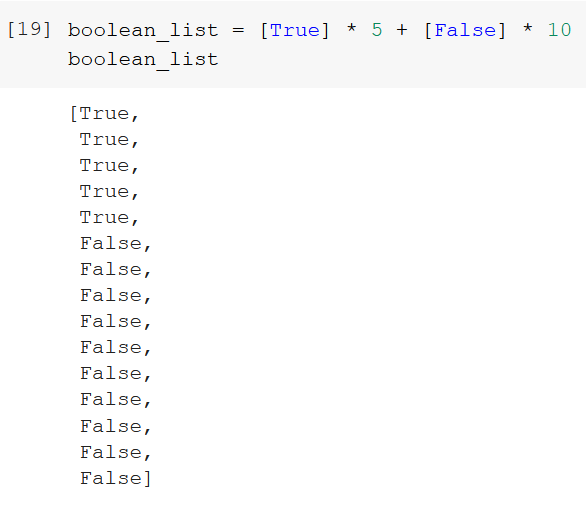 [19] boolean_list = [True] * 5 + [False] * 10
boolean_list
[True,
True,
True,
True,
True,
False,
False,
False,
False,
False,
False,
False,
False,
False,
False]